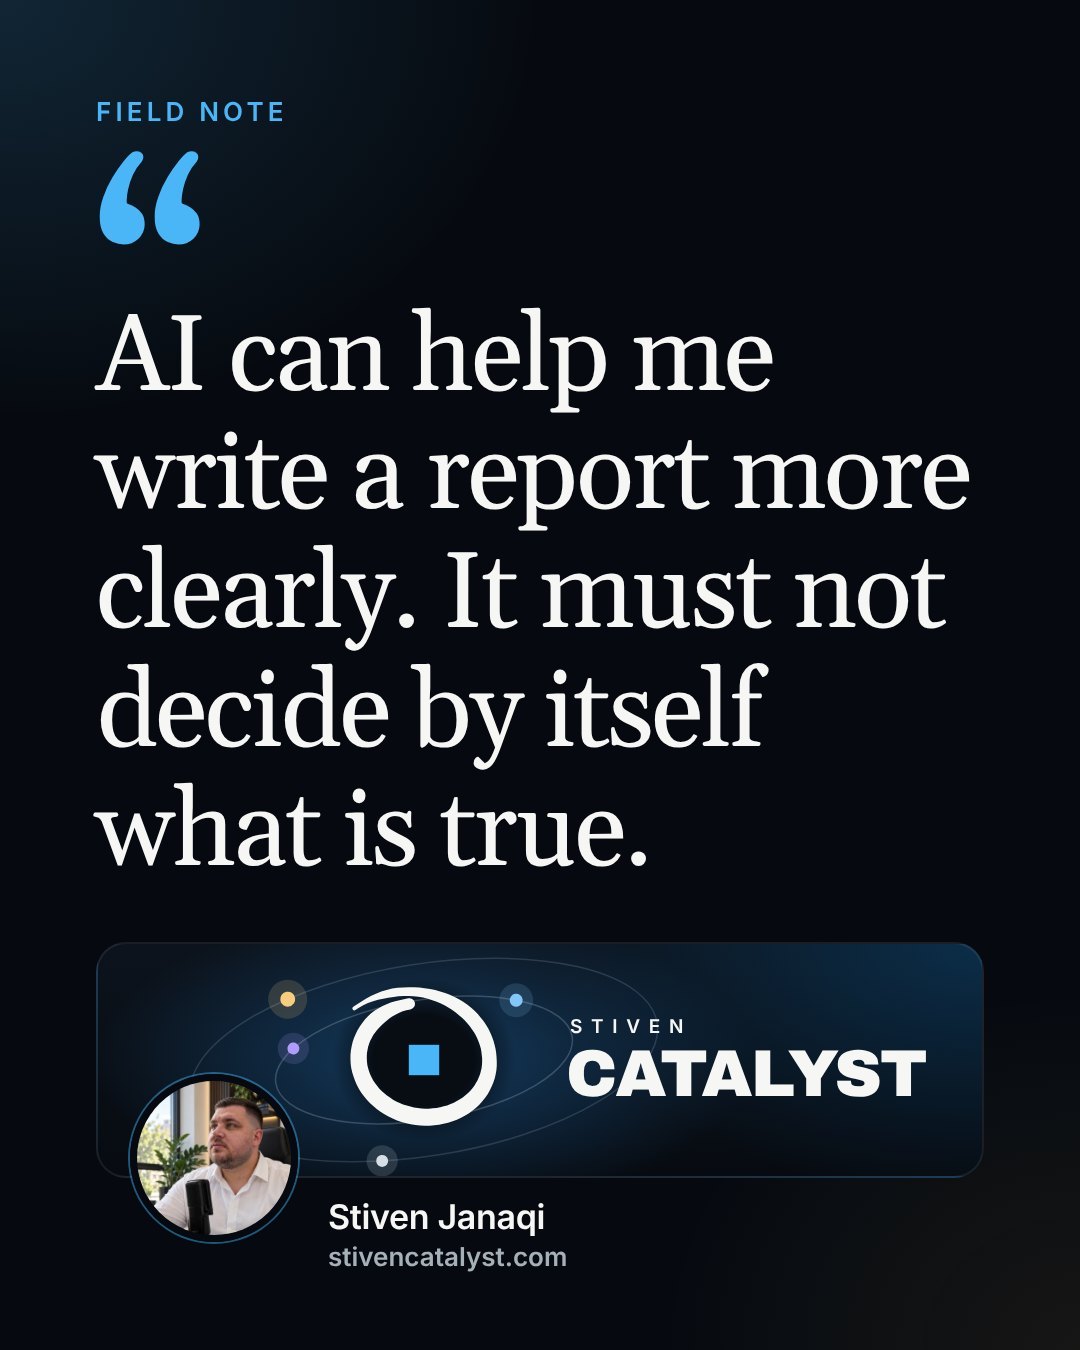 FIELD NOTE
“
AI can help me
write a report more
clearly. It must not
decide by itself
what is true.
STIVEN
CATALYST
Stiven Janaqi
stivencatalyst.com